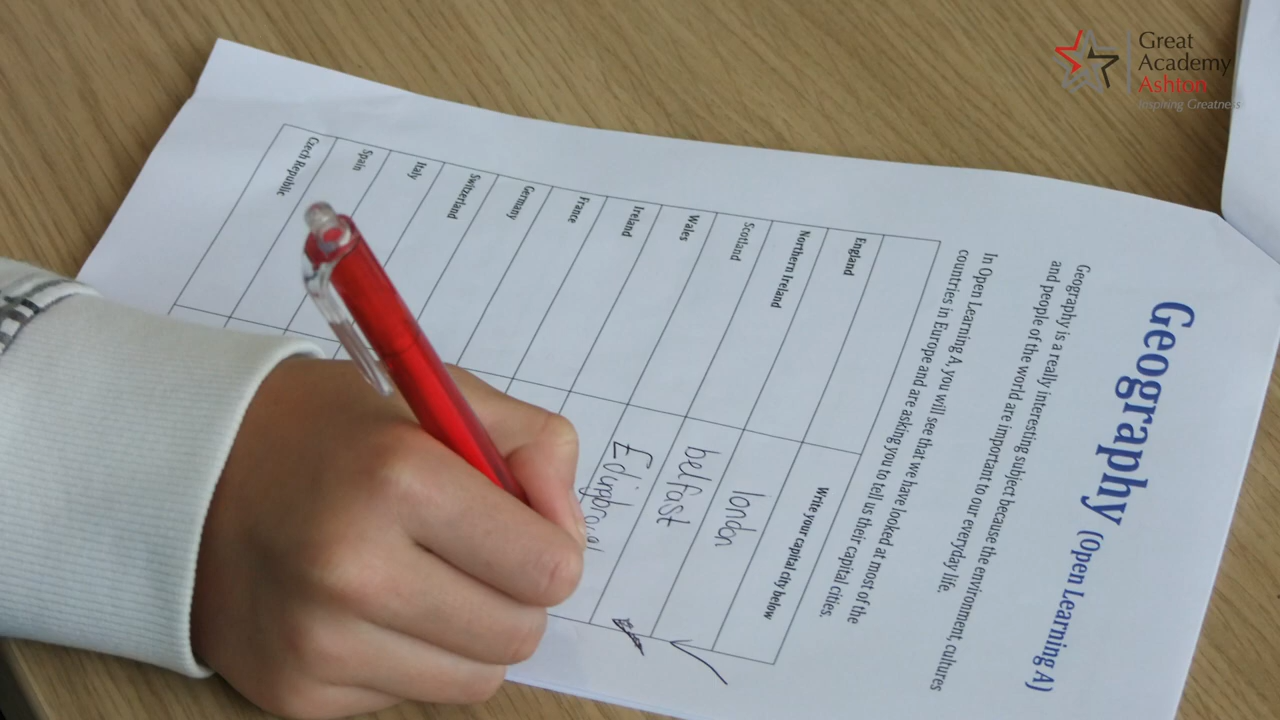 Great
Academy
Ashton
Inspiring Greatness
Geography (Open Learning A)
Geography is a really interesting subject because the environment, cultures
and people of the world are important to our everyday life.
In Open Learning A, you will see that we have looked at most of the
countries in Europe and are asking you to tell us their capital cities.
Write your capital city below
England london
Northern Ireland belfast
Scotland
Wales
Ireland
France
Germany
Switzerland
Italy
Spain
Czech Republic